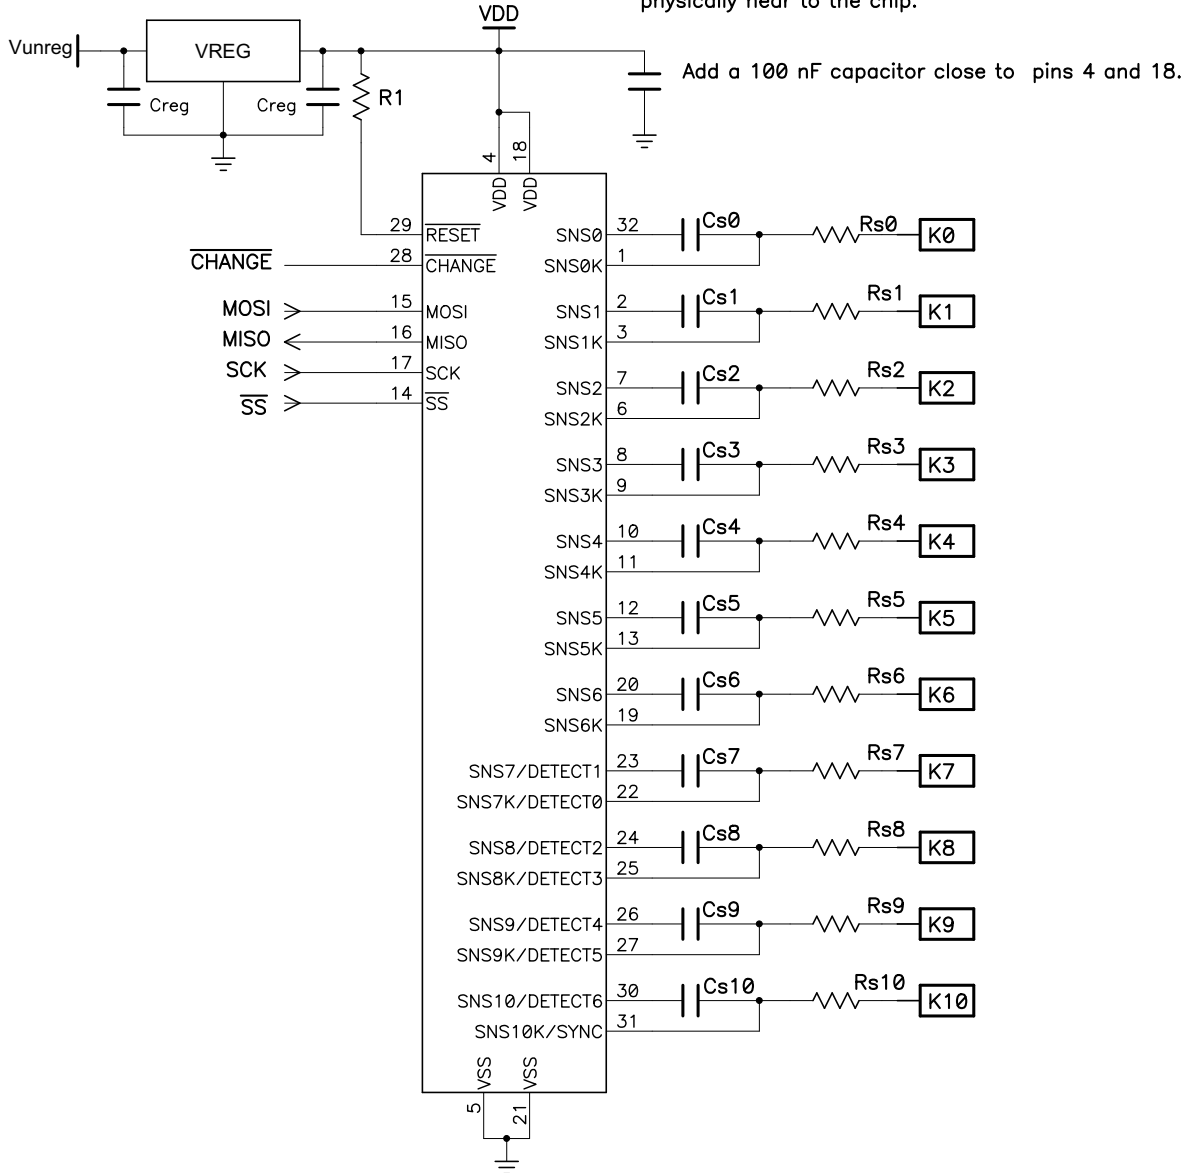 physically near to the chip.
VDD
Vunreg
VREG
Add a 100 nF capacitor close to pins 4 and 18.
Creg
Creg
R1
4
18
VDD
VDD
29
RESET
CHANGE
28
CHANGE
MOSI
15
MOSI
MISO
16
MISO
SCK
17
SCK
SS
14
SS
SNS0
32
Cs0
Rs0
K0
SNS0K
1
SNS1
2
Cs1
Rs1
K1
SNS1K
3
SNS2
7
Cs2
Rs2
K2
SNS2K
6
SNS3
8
Cs3
Rs3
K3
SNS3K
9
SNS4
10
Cs4
Rs4
K4
SNS4K
11
SNS5
12
Cs5
Rs5
K5
SNS5K
13
SNS6
20
Cs6
Rs6
K6
SNS6K
19
SNS7/DETECT1
23
Cs7
Rs7
K7
SNS7K/DETECT0
22
SNS8/DETECT2
24
Cs8
Rs8
K8
SNS8K/DETECT3
25
SNS9/DETECT4
26
Cs9
Rs9
K9
SNS9K/DETECT5
27
SNS10/DETECT6
30
Cs10
Rs10
K10
SNS10K/SYNC
31
VSS
VSS
5
21